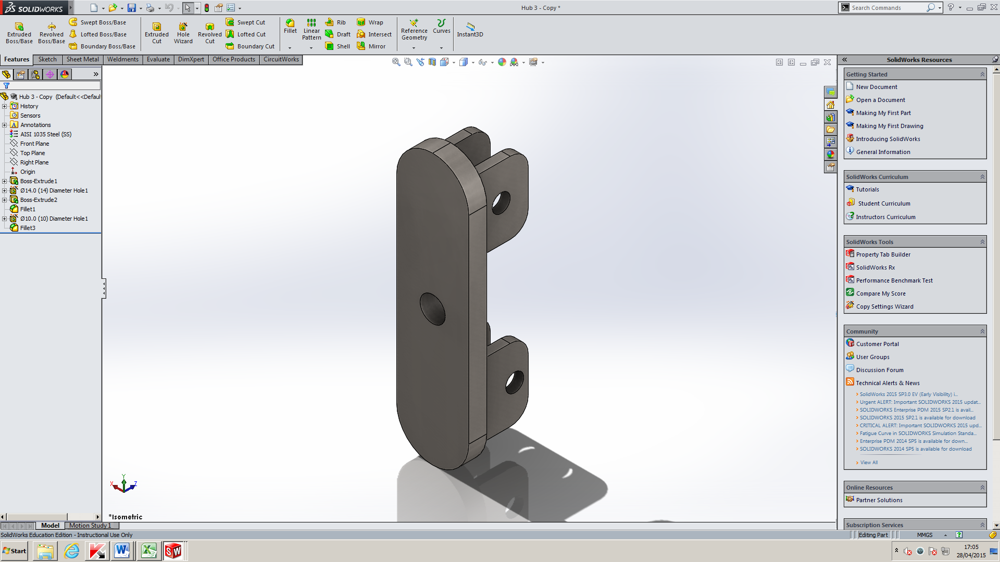 SOLIDWORKS
Hub 3 - Copy *
Search Commands
Extruded Boss/Base
Revolved Boss/Base
Swept Boss/Base
Lofted Boss/Base
Boundary Boss/Base
Extruded Cut
Hole Wizard
Revolved Cut
Swept Cut
Lofted Cut
Boundary Cut
Fillet
Linear Pattern
Rib
Draft
Shell
Wrap
Intersect
Mirror
Reference Geometry
Curves
Instant3D
Features
Sketch
Sheet Metal
Weldments
Evaluate
DimXpert
Office Products
CircuitWorks
Hub 3 - Copy (Default<<Defaul
History
Sensors
Annotations
AISI 1035 Steel (SS)
Front Plane
Top Plane
Right Plane
Origin
Boss-Extrude1
Ø14.0 (14) Diameter Hole1
Boss-Extrude2
Fillet1
Ø10.0 (10) Diameter Hole1
Fillet3
Y
X
Z
*Isometric
SolidWorks Resources
Getting Started
New Document
Open a Document
Making My First Part
Making My First Drawing
Introducing SolidWorks
General Information
SolidWorks Curriculum
Tutorials
Student Curriculum
Instructors Curriculum
SolidWorks Tools
Property Tab Builder
SolidWorks Rx
Performance Benchmark Test
Compare My Score
Copy Settings Wizard
Community
Customer Portal
User Groups
Discussion Forum
Technical Alerts & News
SolidWorks 2015 SP3.0 EV (Early Visibility) i...
Urgent ALERT: Important SOLIDWORKS 2015 updat...
SOLIDWORKS Enterprise PDM 2015 SP2.1 is avail...
SOLIDWORKS 2015 SP2.1 is available for download
CRITICAL ALERT: Important SOLIDWORKS 2015 upd...
Fatigue Curve in SOLIDWORKS Simulation Standa...
Enterprise PDM 2014 SP5 is available for down...
SOLIDWORKS 2014 SP5 is available for download
View All
Online Resources
Partner Solutions
Subscription Services
Model
Motion Study 1
SolidWorks Education Edition - Instructional Use Only
Editing Part
MMGS
Start
17:05
28/04/2015